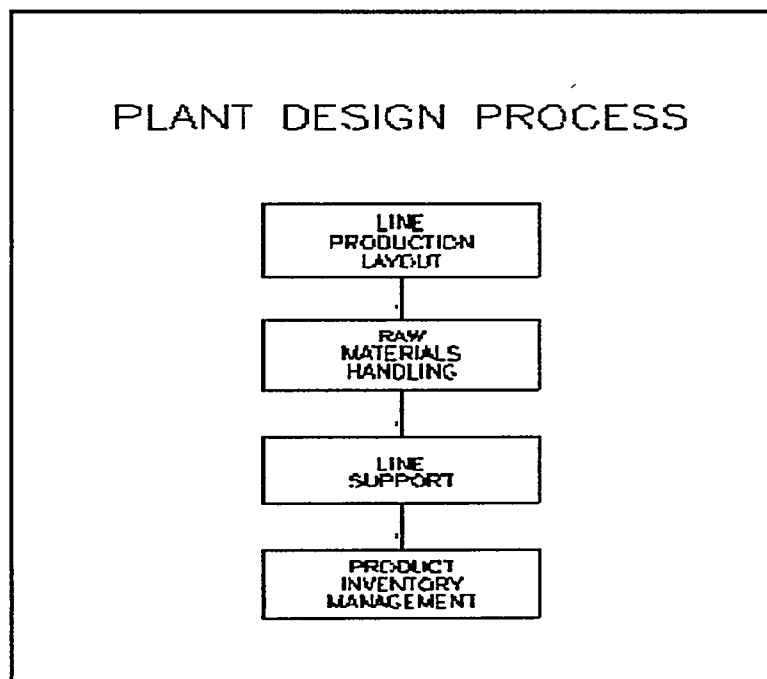 PLANT DESIGN PROCESS
LINE
PRODUCTION
LAYOUT
RAW
MATERIALS
HANDLING
LINE
SUPPORT
PRODUCT
INVENTORY
MANAGEMENT